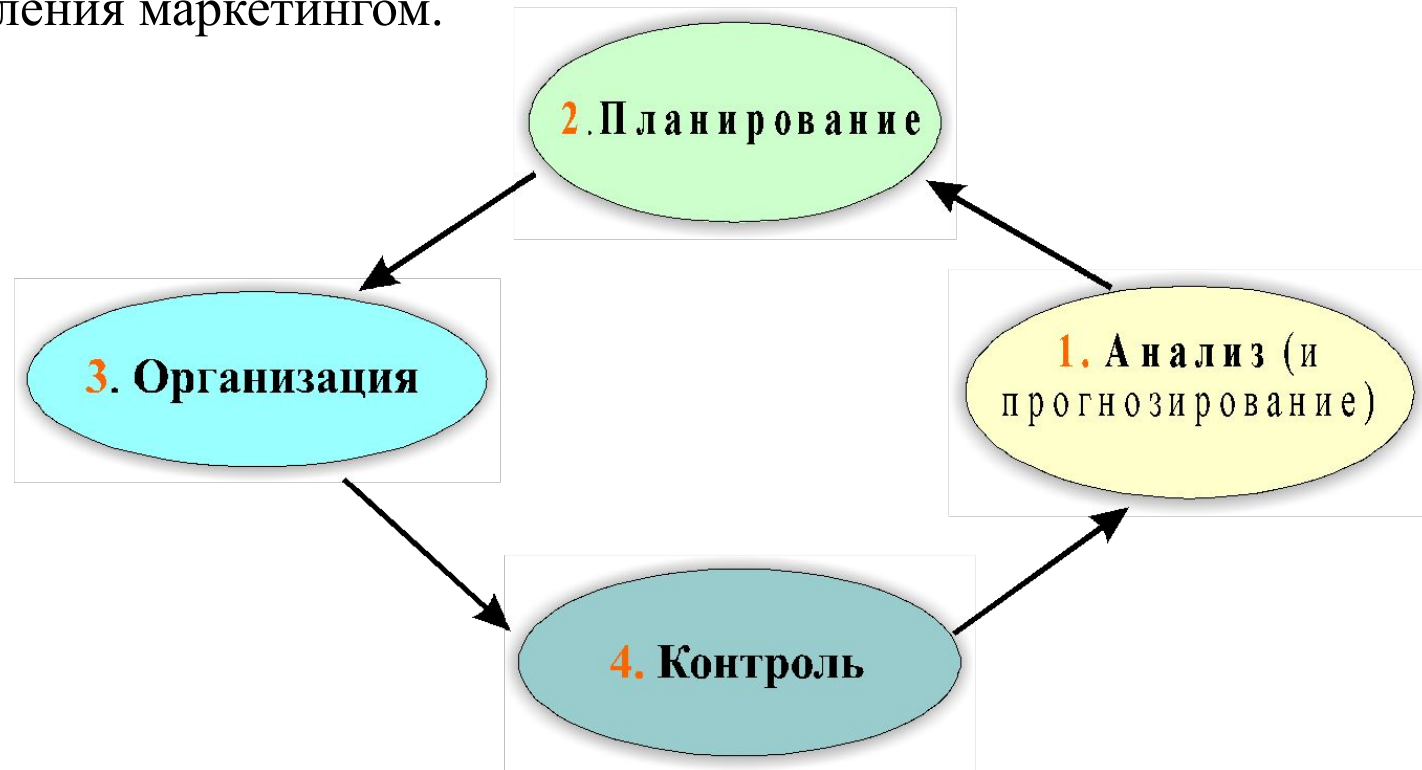 ления маркетингом.
2.Планирование
1. Анализ (и
прогнозирование)
3. Организация
4. Контроль